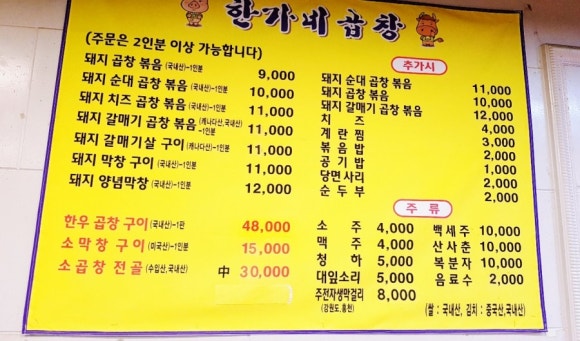 한가비곱창
(주문은 2인분 이상 가능합니다)
돼지 곱창 볶음 (국내산)-1인분 9,000
돼지 순대 곱창 볶음 (국내산)-1인분 10,000
돼지 치즈 곱창 볶음 (국내산)-1인분 11,000
돼지 갈매기 곱창 볶음 (캐나다산,국내산)-1인분 11,000
돼지 갈매기살 구이 (캐나다산)-1인분 11,000
돼지 막창 구이 (국내산)-1인분 11,000
돼지 양념막창 (국내산)-1인분 12,000
한우 곱창 구이 (국내산)-1판 48,000
소 막창 구이 (미국산)-1인분 15,000
소곱창 전골 (수입산,국내산) 中 30,000
추가시
돼지 순대 곱창 볶음 11,000
돼지 곱창 볶음 10,000
돼지 갈매기 곱창 볶음 12,000
치즈 4,000
계란찜 3,000
볶음밥 2,000
공기밥 1,000
당면사리 2,000
순두부 2,000
주류
소주 4,000
맥주 4,000
청하 5,000
대잎소리 5,000
주전자생막걸리 8,000
(강원도,홍천)
백세주 10,000
산사춘 10,000
복분자 10,000
음료수 2,000
(쌀 : 국내산, 김치 : 중국산,국내산)